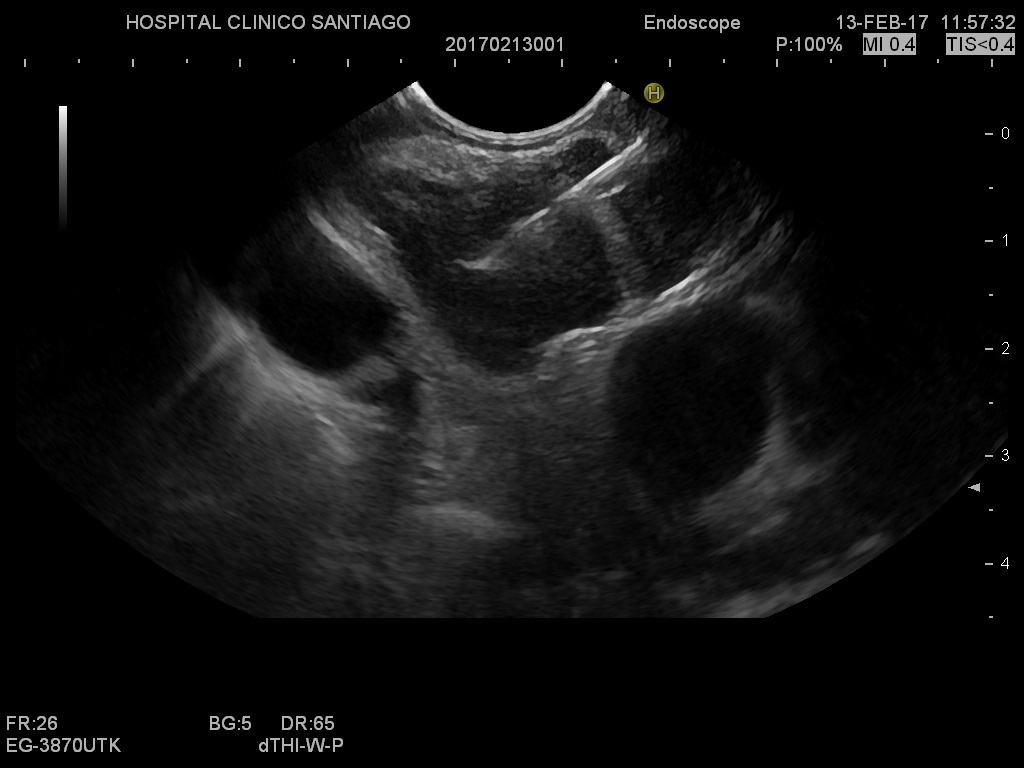 HOSPITAL CLINICO SANTIAGO Endoscope 13-FEB-17 11:57:32
20170213001 P:100% MI 0.4 TIS<0.4
H
0
1
2
3
4
FR:26 BG:5 DR:65
EG-3870UTK dTHI-W-P